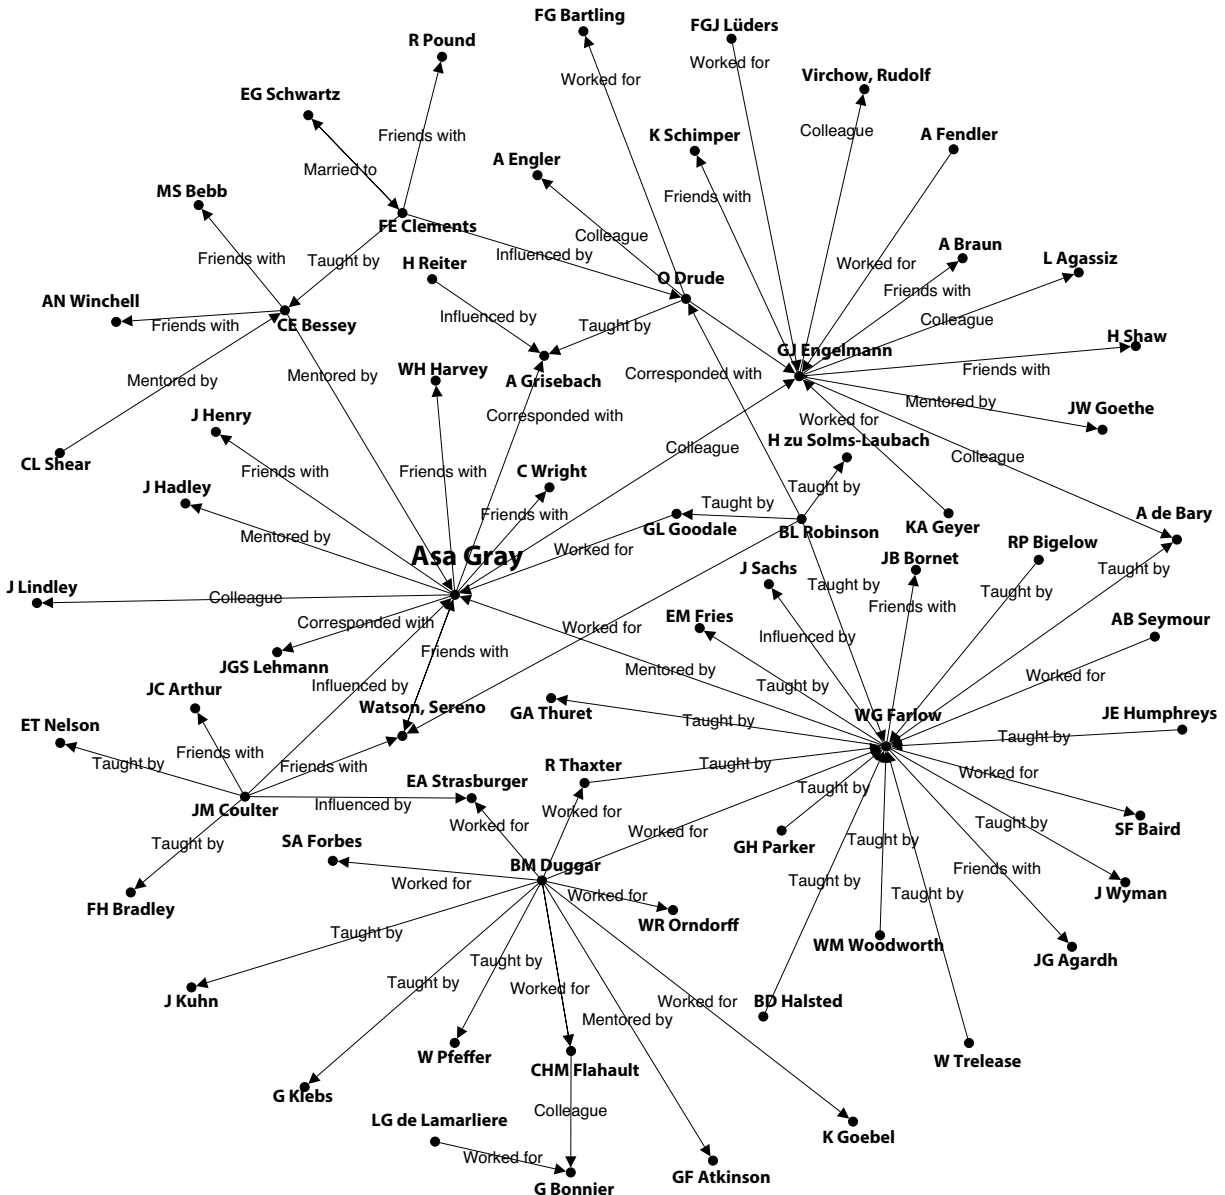 FG Bartling
FGJ Lüders
R Pound
Worked for
Worked for
Virchow, Rudolf
EG Schwartz
Friends with
K Schimper
Colleague
A Fendler
A Engler
Married to
MS Bebb
Friends with
FE Clements
Colleague
A Braun
Friends with
Taught by
H Reiter
Influenced by
O Drude
Worked for
L Agassiz
Friends with
AN Winchell
Friends with
CE Bessey
Influenced by
Taught by
Colleague
H Shaw
GJ Engelmann
Mentored by
Mentored by
WH Harvey
A Grisebach
Corresponded with
Friends with
Mentored by
JW Goethe
J Henry
Corresponded with
Worked for
H zu Solms-Laubach
Colleague
Colleague
CL Shear
Friends with
Friends with
C Wright
Taught by
J Hadley
Friends with
Taught by
GL Goodale
BL Robinson
KA Geyer
A de Bary
Mentored by
Asa Gray
Worked for
RP Bigelow
J Sachs
JB Bornet
Taught by
J Lindley
Colleague
Taught by
Friends with
Taught by
Corresponded with
EM Fries
Worked for
Influenced by
AB Seymour
JGS Lehmann
Friends with
Mentored by
Worked for
JC Arthur
Influenced by
Taught by
Watson, Sereno
GA Thuret
WG Farlow
JE Humphreys
ET Nelson
Taught by
Taught by
Friends with
Friends with
Taught by
R Thaxter
Taught by
Worked for
EA Strasburger
Taught by
JM Coulter
Influenced by
Worked for
Worked for
Worked for
Taught by
SF Baird
SA Forbes
Taught by
GH Parker
Taught by
BM Duggar
Friends with
Worked for
Taught by
J Wyman
FH Bradley
Worked for
Taught by
WR Orndorff
Taught by
WM Woodworth
JG Agardh
Taught by
Taught by
Worked for
J Kuhn
Worked for
BD Halsted
Mentored by
W Pfeffer
CHM Flahault
W Trelease
G Klebs
LG de Lamarliere
Colleague
K Goebel
Worked for
GF Atkinson
G Bonnier